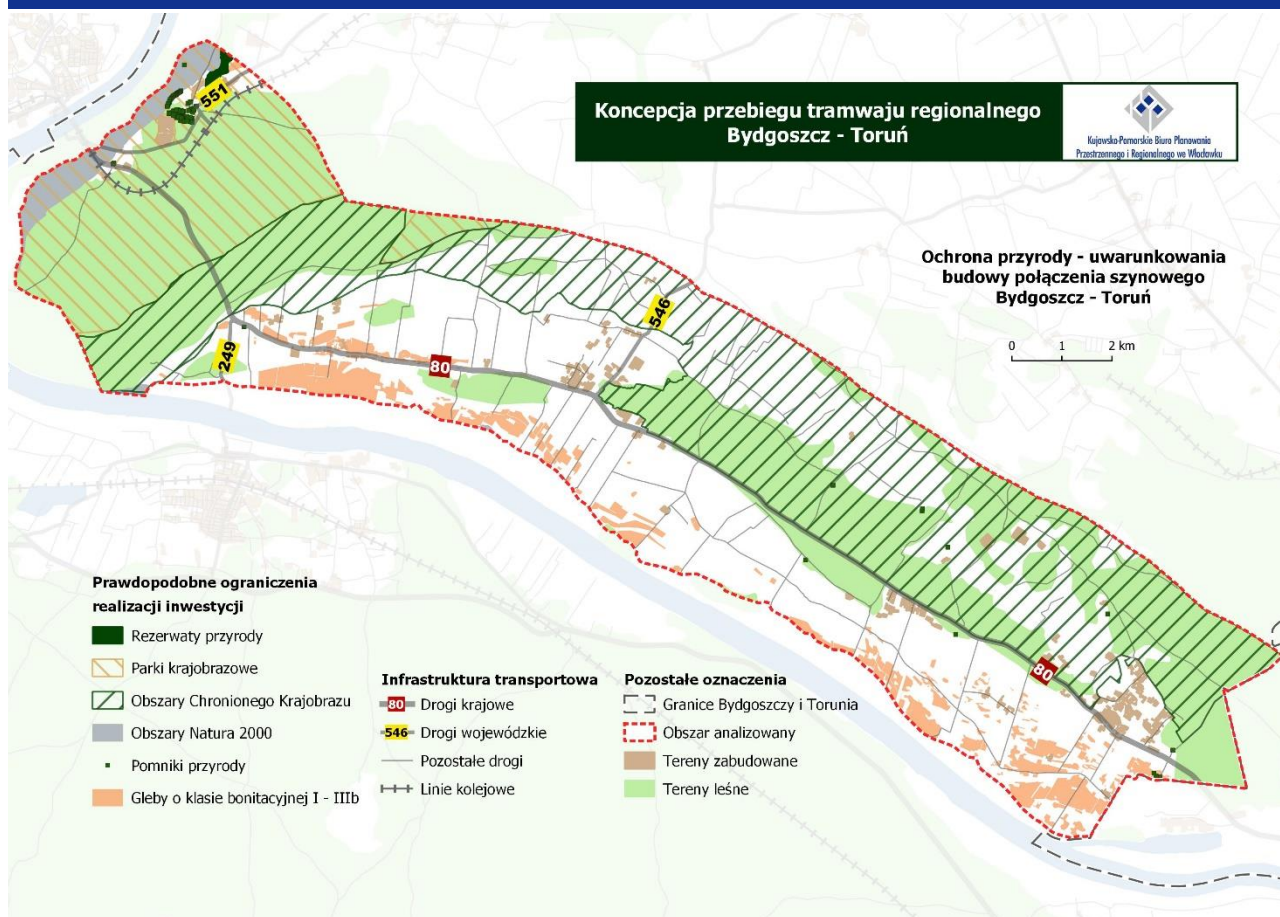 Koncepcja przebiegu tramwaju regionalnego
Bydgoszcz - Toruń
Kujawsko-Pomorskie Biuro Planowania
Przestrzennego i Regionalnego we Włocławku
Ochrona przyrody - uwarunkowania
budowy połączenia szynowego
Bydgoszcz - Toruń
0 1 2 km
551
546
249
80
80
Prawdopodobne ograniczenia
realizacji inwestycji
Rezerwaty przyrody
Parki krajobrazowe
Obszary Chronionego Krajobrazu
Obszary Natura 2000
Pomniki przyrody
Gleby o klasie bonitacyjnej I - IIIb
Infrastruktura transportowa
80 Drogi krajowe
546 Drogi wojewódzkie
Pozostałe drogi
Linie kolejowe
Pozostałe oznaczenia
Granice Bydgoszczy i Torunia
Obszar analizowany
Tereny zabudowane
Tereny leśne